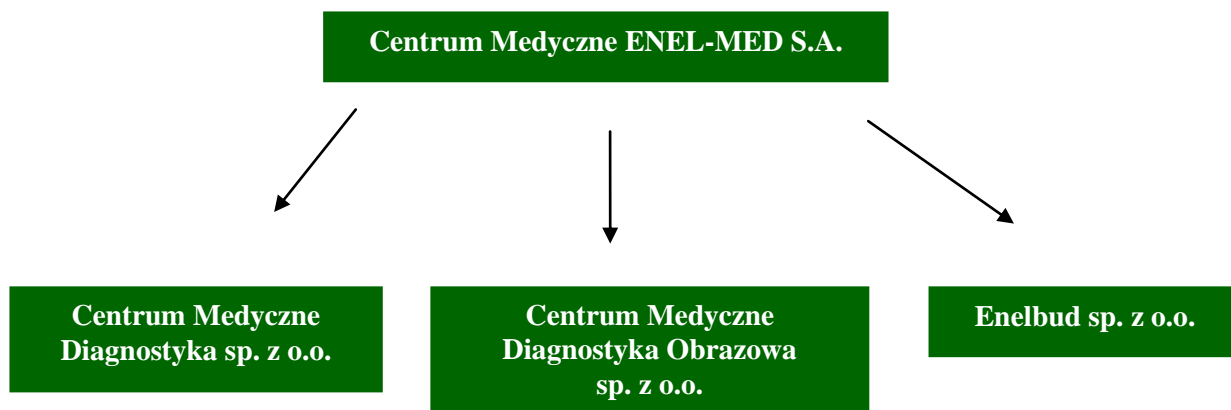 Centrum Medyczne ENEL-MED S.A.
Centrum Medyczne
Diagnostyka sp. z o.o.
Centrum Medyczne
Diagnostyka Obrazowa
sp. z o.o.
Enelbud sp. z o.o.